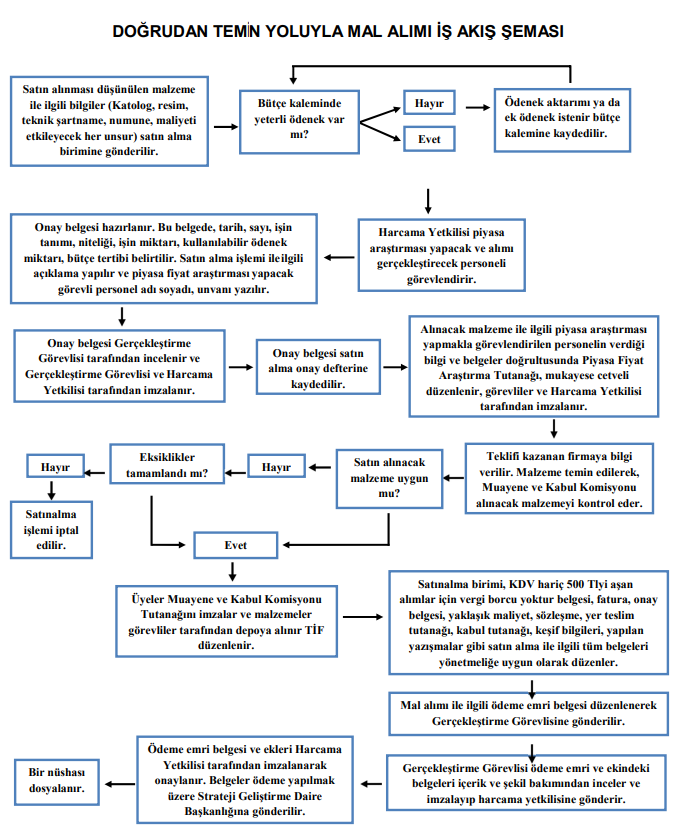 DOĞRUDAN TEMİN YOLUYLA MAL ALIMI İŞ AKIŞ ŞEMASI
Satın alınması düşünülen malzeme
ile ilgili bilgiler (Katolog, resim,
teknik şartname, numune, maliyeti
etkileyecek her unsur) satın alma
birimine gönderilir.
Bütçe kaleminde
yeterli ödenek var
mı?
Hayır
Evet
Ödenek aktarımı ya da
ek ödenek istenir bütçe
kalemine kaydedilir.
Harcama Yetkilisi piyasa
araştırması yapacak ve alımı
gerçekleştirecek personeli
görevlendirir.
Onay belgesi hazırlanır. Bu belgede, tarih, sayı, işin
tanımı, niteliği, işin miktarı, kullanılabilir ödenek
miktarı, bütçe tertibi belirtilir. Satın alma işlemi ileilgili
açıklama yapılır ve piyasa fiyat araştırması yapacak
görevli personel adı soyadı, unvanı yazılır.
Onay belgesi Gerçekleştirme
Görevlisi tarafından incelenir ve
Gerçekleştirme Görevlisi ve Harcama
Yetkilisi tarafından imzalanır.
Onay belgesi satın
alma onay defterine
kaydedilir.
Alınacak malzeme ile ilgili piyasa araştırması
yapmakla görevlendirilen personelin verdiği
bilgi ve belgeler doğrultusunda Piyasa Fiyat
Araştırma Tutanağı, mukayese cetveli
düzenlenir, görevliler ve Harcama Yetkilisi
tarafından imzalanır.
Teklifi kazanan firmaya bilgi
verilir. Malzeme temin edilerek,
Muayene ve Kabul Komisyonu
alınacak malzemeyi kontrol eder.
Satın alınacak
malzeme uygun
mu?
Hayır
Eksiklikler
tamamlandı mı?
Hayır
Satınalma
işlemi iptal
edilir.
Evet
Üyeler Muayene ve Kabul Komisyonu
Tutanağını imzalar ve malzemeler
görevliler tarafından depoya alınır TİF
düzenlenir.
Satınalma birimi, KDV hariç 500 Tlyi aşan
alımlar için vergi borcu yoktur belgesi, fatura, onay
belgesi, yaklaşık maliyet, sözleşme, yer teslim
tutanağı, kabul tutanağı, keşif bilgileri, yapılan
yazışmalar gibi satın alma ile ilgili tüm belgeleri
yönetmeliğe uygun olarak düzenler.
Mal alımı ile ilgili ödeme emri belgesi düzenlenerek
Gerçekleştirme Görevlisine gönderilir.
Gerçekleştirme Görevlisi ödeme emri ve ekindeki
belgeleri içerik ve şekil bakımından inceler ve
imzalayıp harcama yetkilisine gönderir.
Ödeme emri belgesi ve ekleri Harcama
Yetkilisi tarafından imzalanarak
onaylanır. Belgeler ödeme yapılmak
üzere Strateji Geliştirme Daire
Başkanlığına gönderilir.
Bir nüshası
dosyalanır.